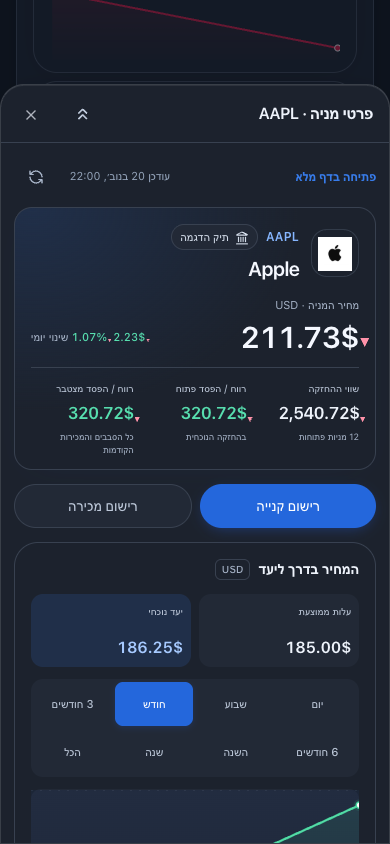 פרטי מניה · AAPL
פתיחה בדף מלא
עודכן 20 בנוב׳, 22:00
AAPL
תיק הדגמה
Apple
מחיר המניה · USD
211.73$
2.23$ 1.07% שינוי יומי
שווי ההחזקה
רווח / הפסד פתוח
רווח / הפסד מצטבר
2,540.72$
320.72$
320.72$
12 מניות פתוחות
בהחזקה הנוכחית
כל הסבבים והמכירות הקודמות
רישום קנייה
רישום מכירה
המחיר בדרך ליעד
USD
עלות ממוצעת
יעד נוכחי
185.00$
186.25$
יום
שבוע
חודש
3 חודשים
6 חודשים
השנה
שנה
הכל